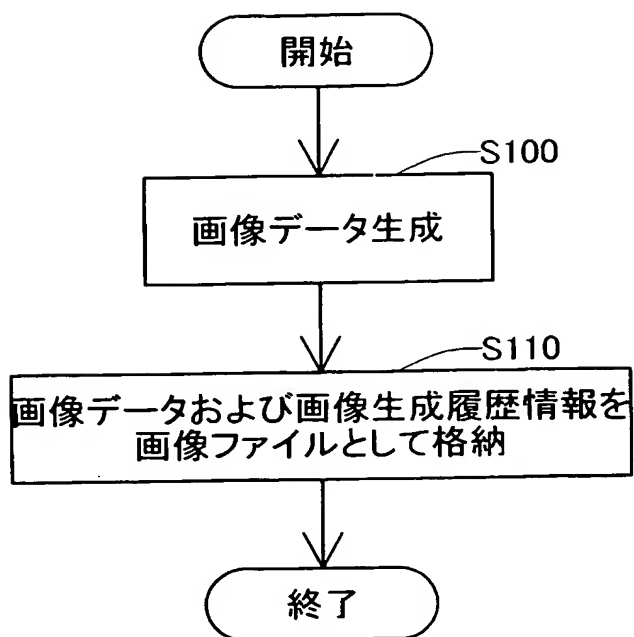 開始
S100
画像データ生成
S110
画像データおよび画像生成履歴情報を
画像ファイルとして格納
終了